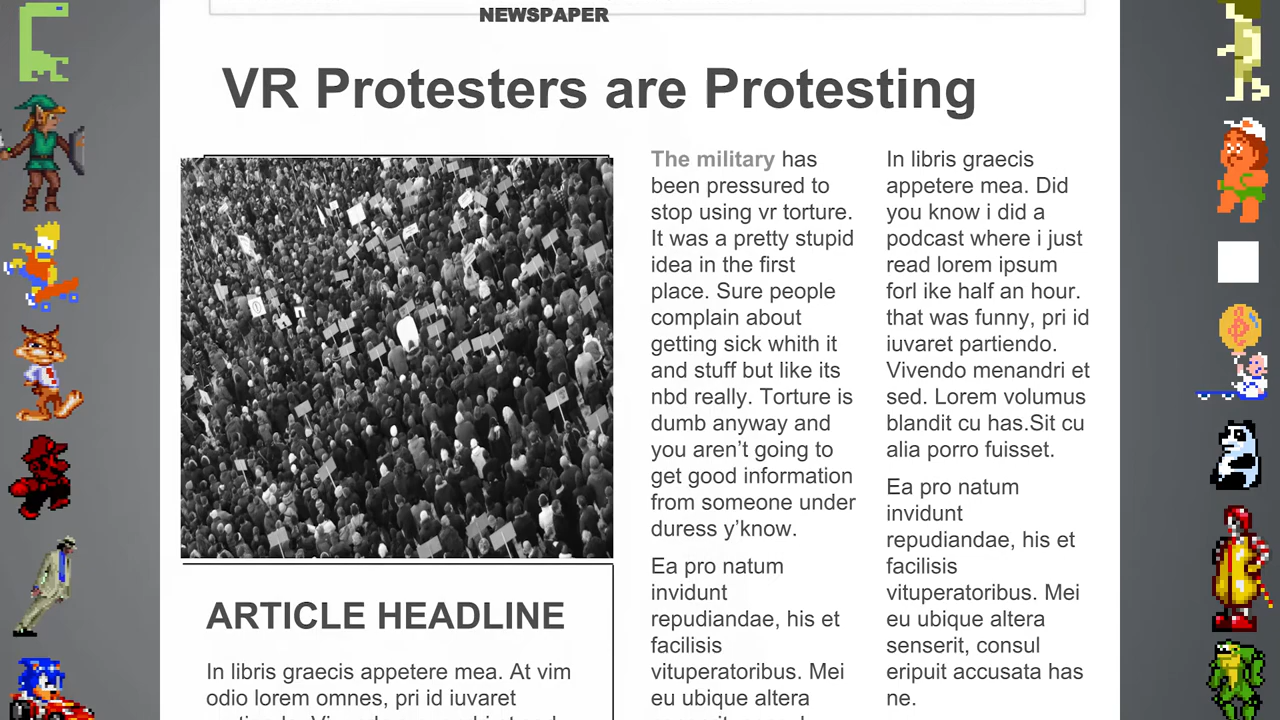 NEWSPAPER
VR Protesters are Protesting
The military has
been pressured to
stop using vr torture.
It was a pretty stupid
idea in the first
place. Sure people
complain about
getting sick whith it
and stuff but like its
nbd really. Torture is
dumb anyway and
you aren’t going to
get good information
from someone under
duress y’know.
Ea pro natum
invidunt
repudiandae, his et
facilisis
vituperatoribus. Mei
eu ubique altera
In libris graecis
appetere mea. Did
you know i did a
podcast where i just
read lorem ipsum
forl ike half an hour.
that was funny, pri id
iuvaret partiendo.
Vivendo menandri et
sed. Lorem volumus
blandit cu has.Sit cu
alia porro fuisset.
Ea pro natum
invidunt
repudiandae, his et
facilisis
vituperatoribus. Mei
eu ubique altera
senserit, consul
eripuit accusata has
ne.
ARTICLE HEADLINE
In libris graecis appetere mea. At vim
odio lorem omnes, pri id iuvaret